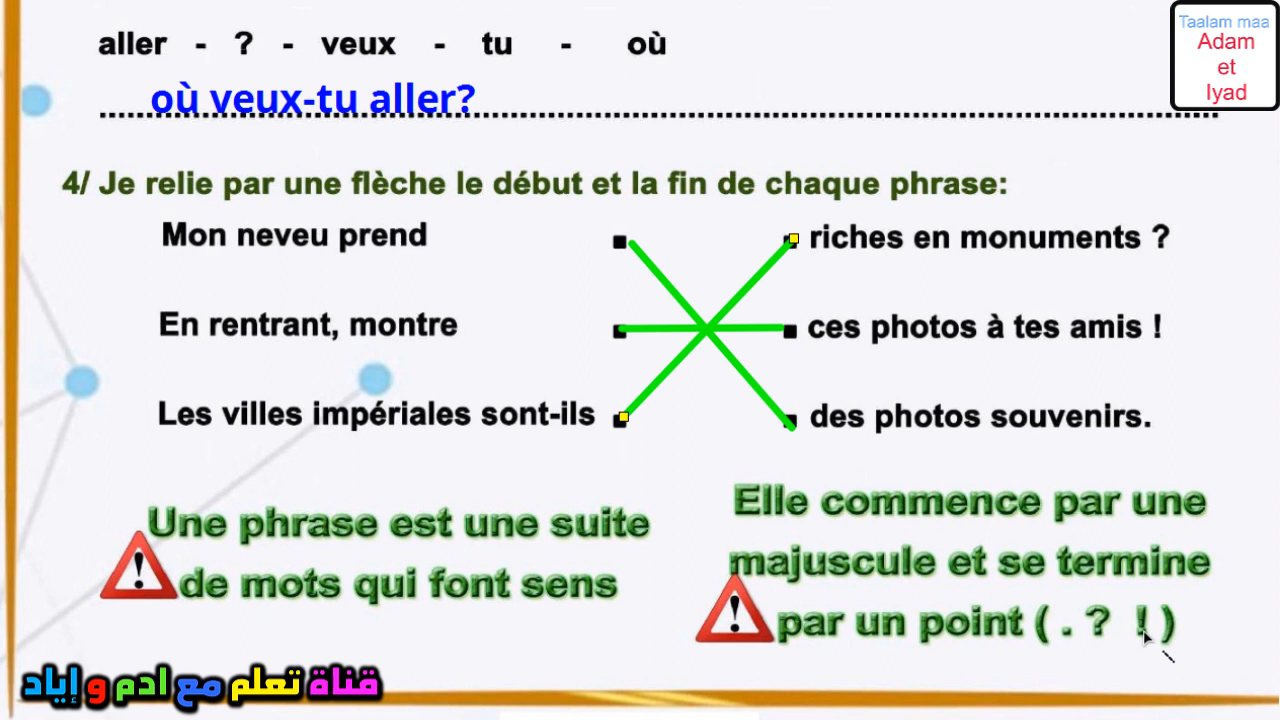 aller - ? - veux - tu - où
où veux-tu aller?
Taalam maa
Adam
et
Iyad
4/ Je relie par une flèche le début et la fin de chaque phrase:
Mon neveu prend
riches en monuments ?
En rentrant, montre
ces photos à tes amis !
Les villes impériales sont-ils
des photos souvenirs.
Une phrase est une suite
de mots qui font sens
Elle commence par une
majuscule et se termine
par un point ( . ? ! )
قناة تعلم مع ادم و إياد